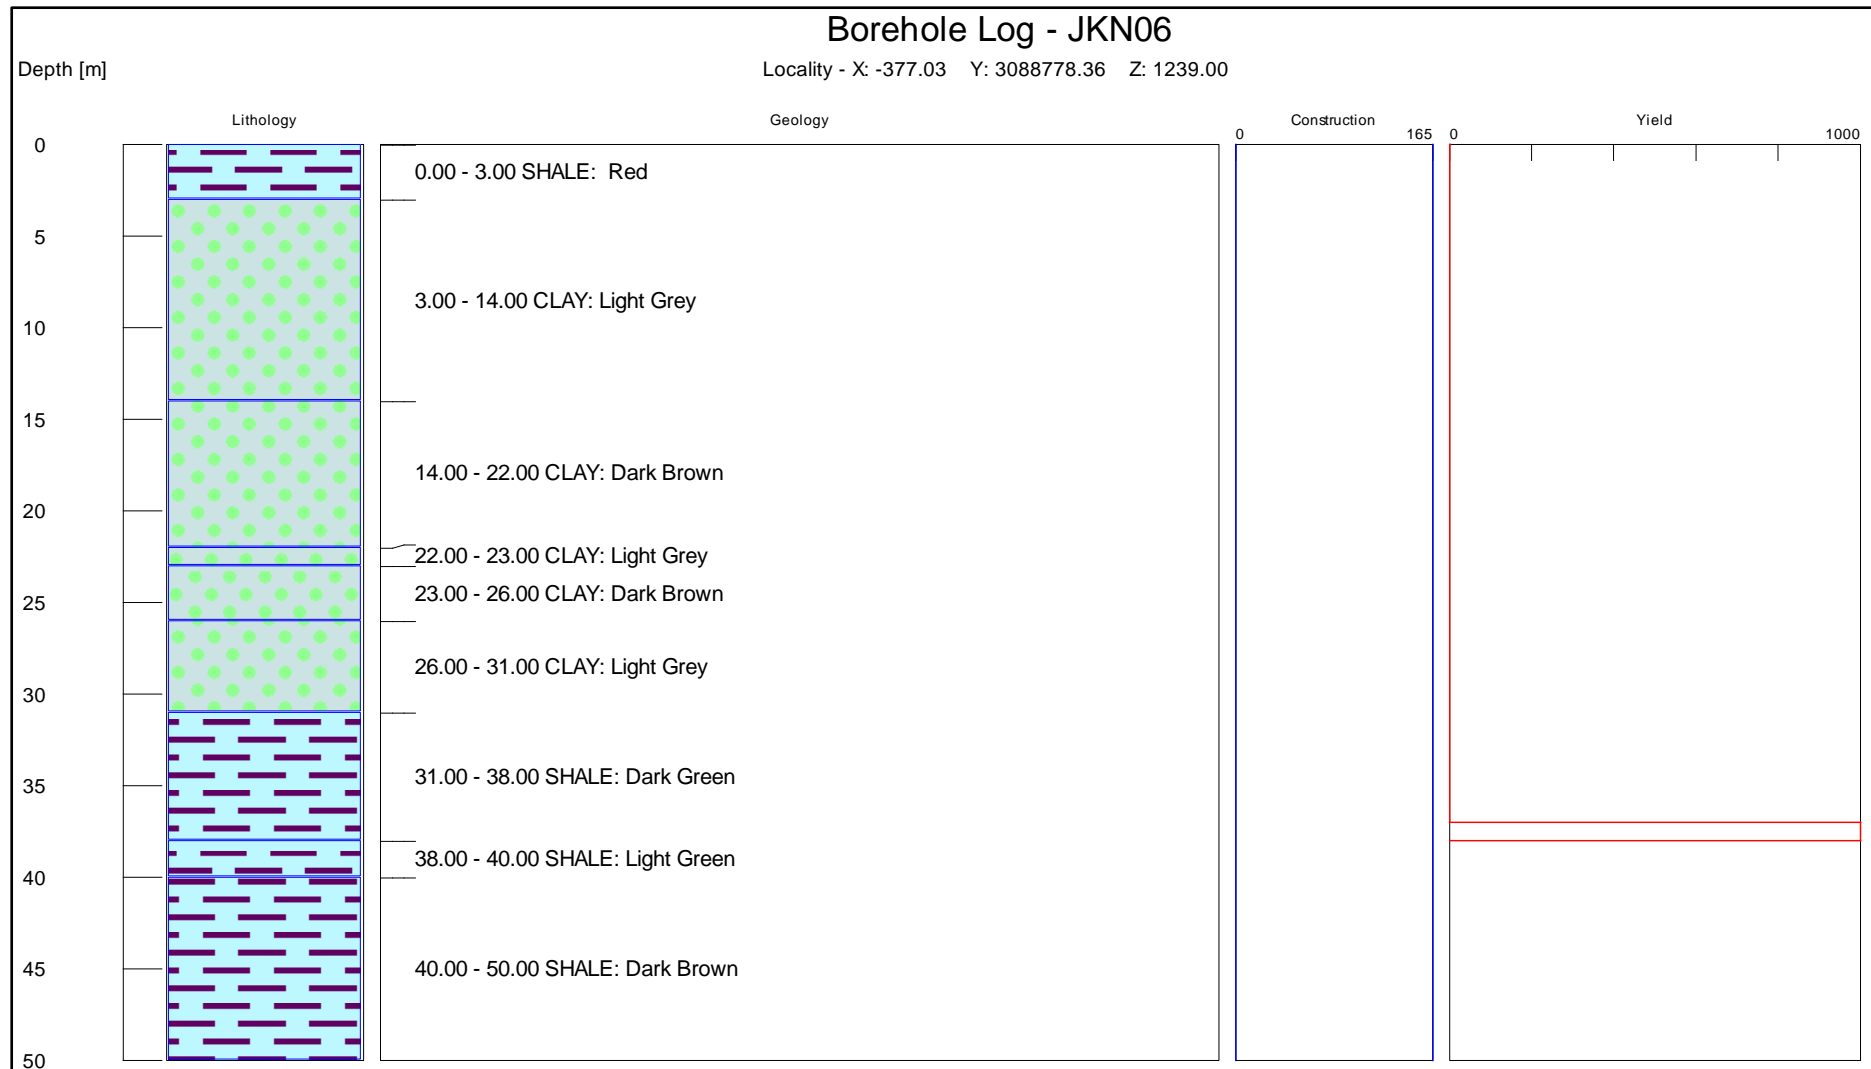 Borehole Log - JKN06
Depth [m]
Locality - X: -377.03 Y: 3088778.36 Z: 1239.00
Lithology
Geology
Construction
Yield
0 165
0 1000
0
5
10
15
20
25
30
35
40
45
50
0.00 - 3.00 SHALE: Red
3.00 - 14.00 CLAY: Light Grey
14.00 - 22.00 CLAY: Dark Brown
22.00 - 23.00 CLAY: Light Grey
23.00 - 26.00 CLAY: Dark Brown
26.00 - 31.00 CLAY: Light Grey
31.00 - 38.00 SHALE: Dark Green
38.00 - 40.00 SHALE: Light Green
40.00 - 50.00 SHALE: Dark Brown